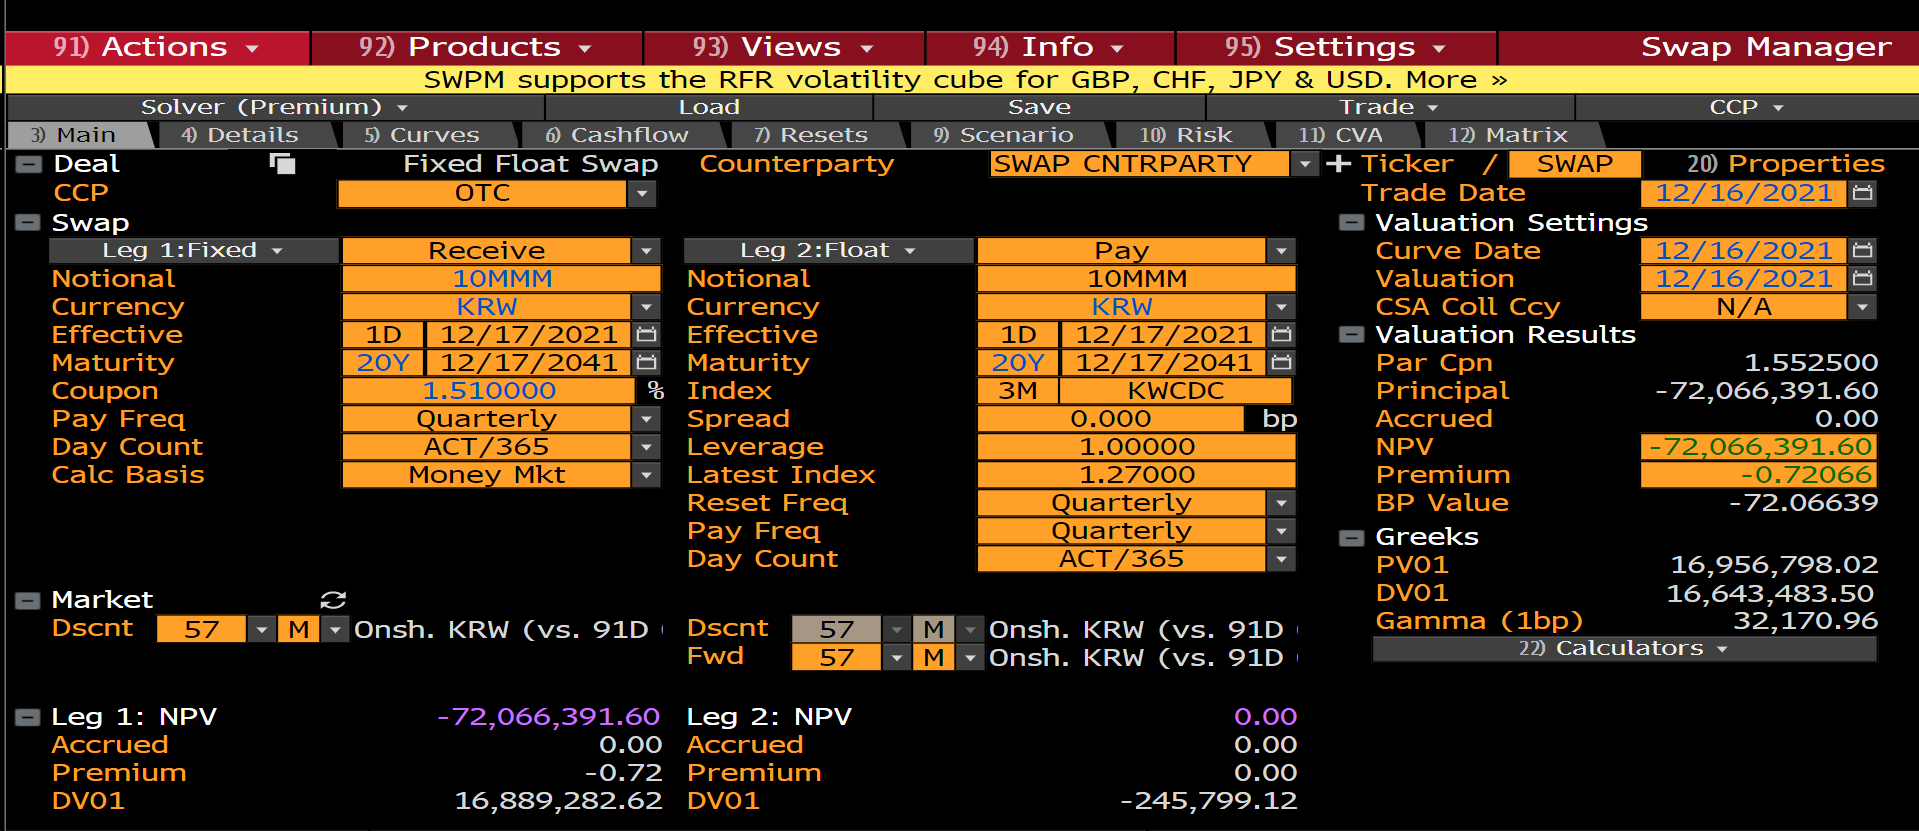 91) Actions 92) Products 93) Views 94) Info 95) Settings Swap Manager
SWPM supports the RFR volatility cube for GBP, CHF, JPY & USD. More »
Solver (Premium) Load Save Trade CCP
3) Main 4) Details 5) Curves 6) Cashflow 7) Resets 9) Scenario 10) Risk 11) CVA 12) Matrix
Deal Fixed Float Swap Counterparty SWAP CNTRPARTY Ticker / SWAP 20) Properties
CCP OTC Trade Date 12/16/2021
Swap Valuation Settings
Leg 1:Fixed Receive Leg 2:Float Pay Curve Date 12/16/2021
Notional 10MMM Notional 10MMM Valuation 12/16/2021
Currency KRW Currency KRW CSA Coll Ccy N/A
Effective 1D 12/17/2021 Effective 1D 12/17/2021 Valuation Results
Maturity 20Y 12/17/2041 Maturity 20Y 12/17/2041 Par Cpn 1.552500
Coupon 1.510000 % Index 3M KWCDC Principal -72,066,391.60
Pay Freq Quarterly Spread 0.000 bp Accrued 0.00
Day Count ACT/365 Leverage 1.00000 NPV -72,066,391.60
Calc Basis Money Mkt Latest Index 1.27000 Premium -0.72066
Reset Freq Quarterly BP Value -72.06639
Pay Freq Quarterly Greeks
Day Count ACT/365 PV01 16,956,798.02
DV01 16,643,483.50
Market Gamma (1bp) 32,170.96
Dscnt 57 M Onsh. KRW (vs. 91D Dscnt 57 M Onsh. KRW (vs. 91D 22) Calculators
Fwd 57 M Onsh. KRW (vs. 91D
Leg 1: NPV -72,066,391.60 Leg 2: NPV 0.00
Accrued 0.00 Accrued 0.00
Premium -0.72 Premium 0.00
DV01 16,889,282.62 DV01 -245,799.12